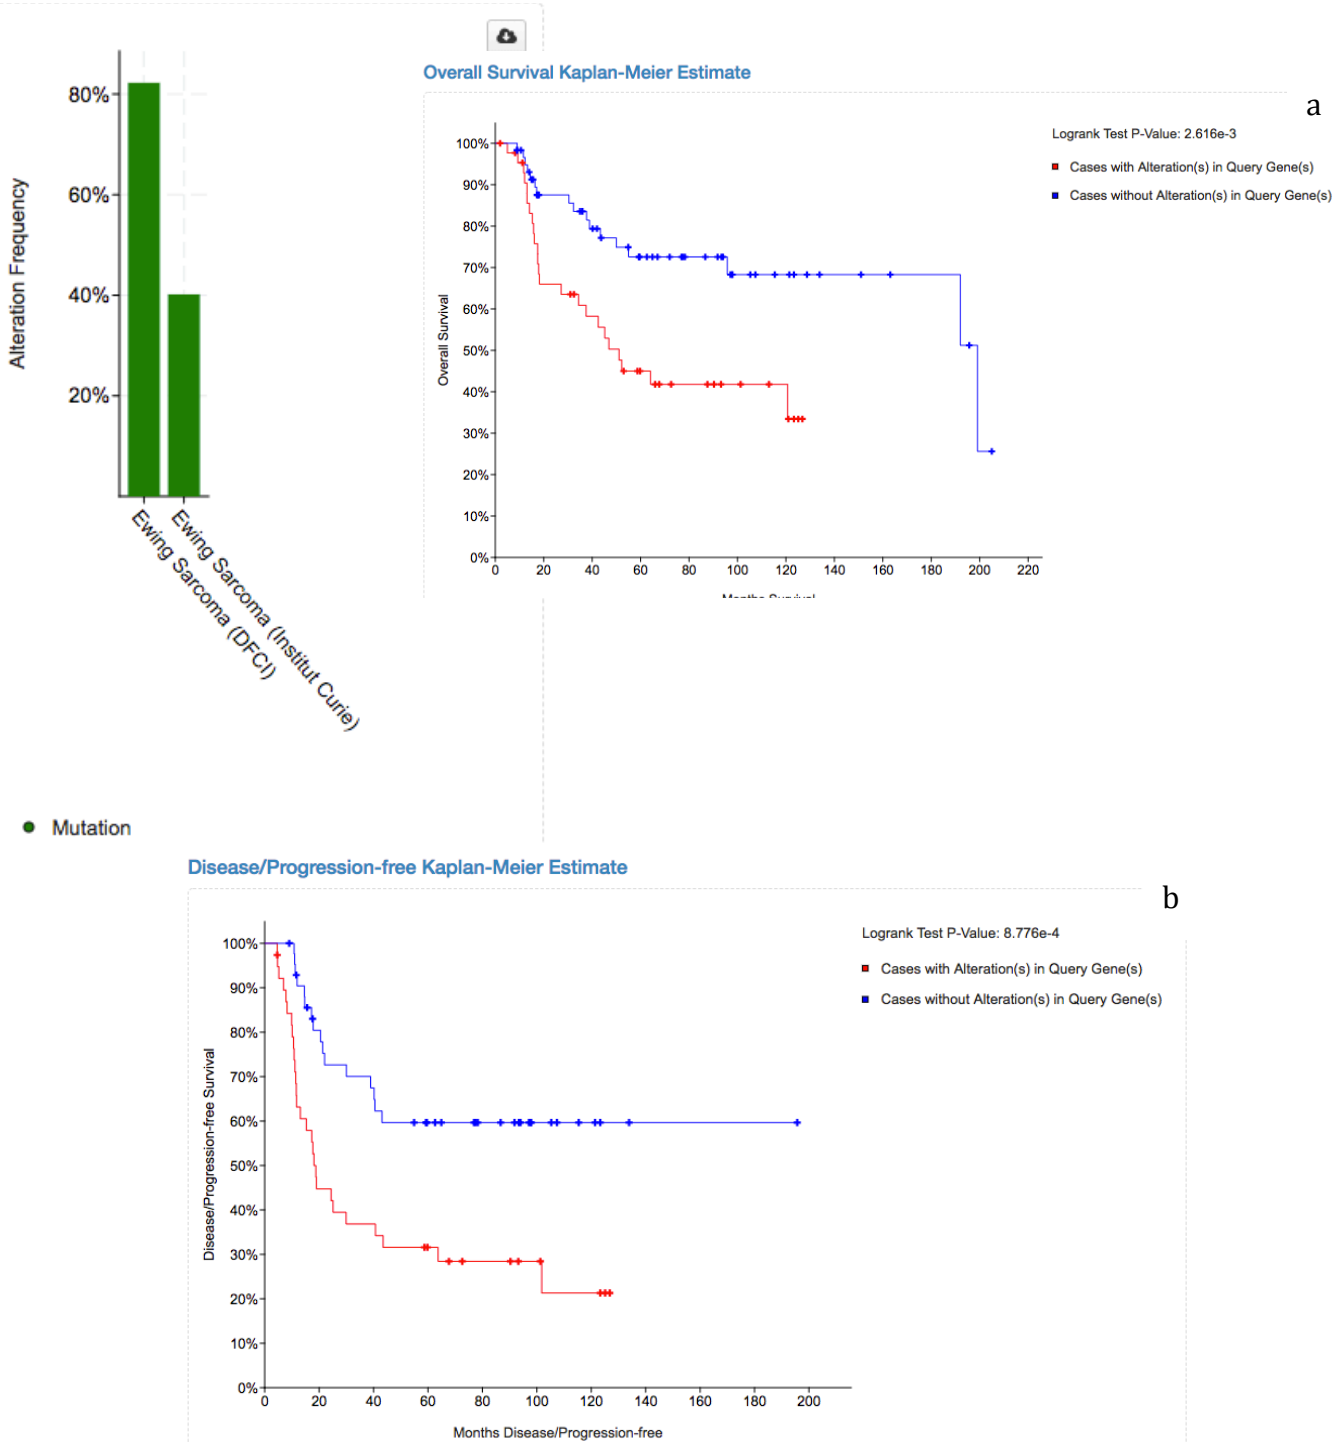 80%
60%
40%
20%
Alteration Frequency
Ewing Sarcoma (DFCI)
Ewing Sarcoma (Institut Curie)
Mutation
Overall Survival Kaplan-Meier Estimate
a
Logrank Test P-Value: 2.616e-3
Cases with Alteration(s) in Query Gene(s)
Cases without Alteration(s) in Query Gene(s)
100%
90%
80%
70%
60%
50%
40%
30%
20%
10%
0%
Overall Survival
0 20 40 60 80 100 120 140 160 180 200 220
Months Survival
Disease/Progression-free Kaplan-Meier Estimate
b
Logrank Test P-Value: 8.776e-4
Cases with Alteration(s) in Query Gene(s)
Cases without Alteration(s) in Query Gene(s)
100%
90%
80%
70%
60%
50%
40%
30%
20%
10%
0%
Disease/Progression-free Survival
0 20 40 60 80 100 120 140 160 180 200
Months Disease/Progression-free